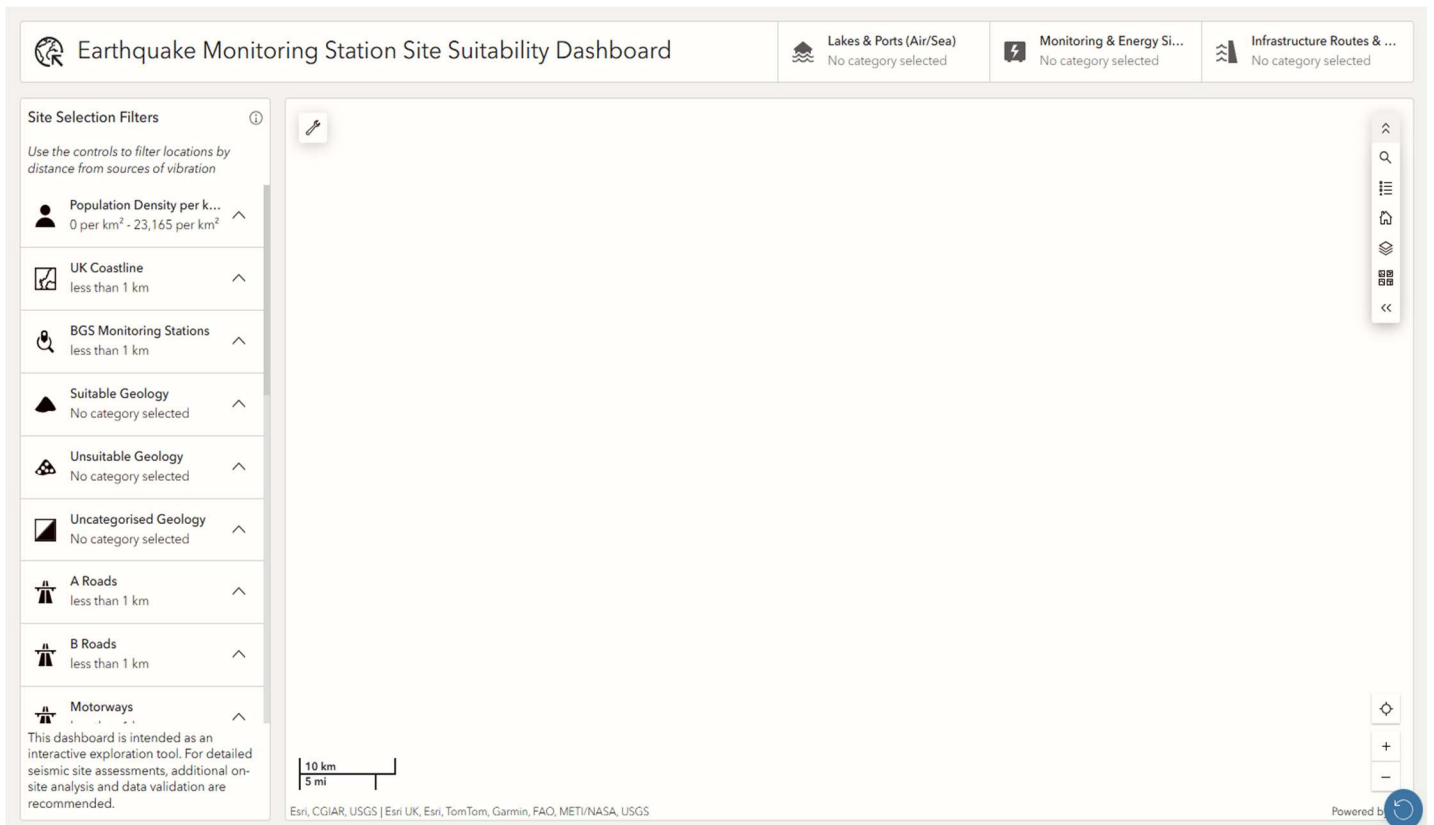 Earthquake Monitoring Station Site Suitability Dashboard
Lakes & Ports (Air/Sea)
No category selected
Monitoring & Energy Si...
No category selected
Infrastructure Routes & ...
No category selected
Site Selection Filters
Use the controls to filter locations by
distance from sources of vibration
Population Density per k...
0 per km² - 23,165 per km²
UK Coastline
less than 1 km
BGS Monitoring Stations
less than 1 km
Suitable Geology
No category selected
Unsuitable Geology
No category selected
Uncategorised Geology
No category selected
A Roads
less than 1 km
B Roads
less than 1 km
Motorways
This dashboard is intended as an
interactive exploration tool. For detailed
seismic site assessments, additional on-
site analysis and data validation are
recommended.
10 km
5 mi
Esri, CGIAR, USGS | Esri UK, Esri, TomTom, Garmin, FAO, METI/NASA, USGS
Powered